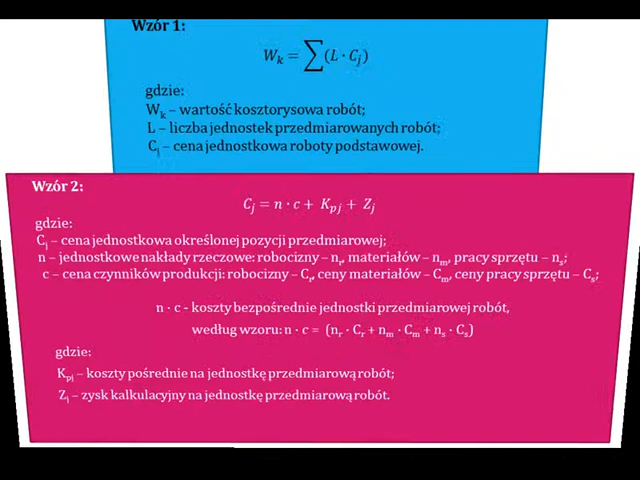 Wzór 1:
W_k = ∑(L · C_j)
gdzie:
W_k – wartość kosztorysowa robót;
L – liczba jednostek przedmiarowanych robót;
C_j – cena jednostkowa roboty podstawowej.
Wzór 2:
C_j = n · c + K_pj + Z_j
gdzie:
C_j – cena jednostkowa określonej pozycji przedmiarowej;
n – jednostkowe nakłady rzeczowe: robocizny – n_r, materiałów – n_m, pracy sprzętu – n_s;
c – cena czynników produkcji: robocizny – C_r, ceny materiałów – C_m, ceny pracy sprzętu – C_s;
n · c - koszty bezpośrednie jednostki przedmiarowej robót,
według wzoru: n · c = (n_r · C_r + n_m · C_m + n_s · C_s)
gdzie:
K_pj – koszty pośrednie na jednostkę przedmiarową robót;
Z_j – zysk kalkulacyjny na jednostkę przedmiarową robót.